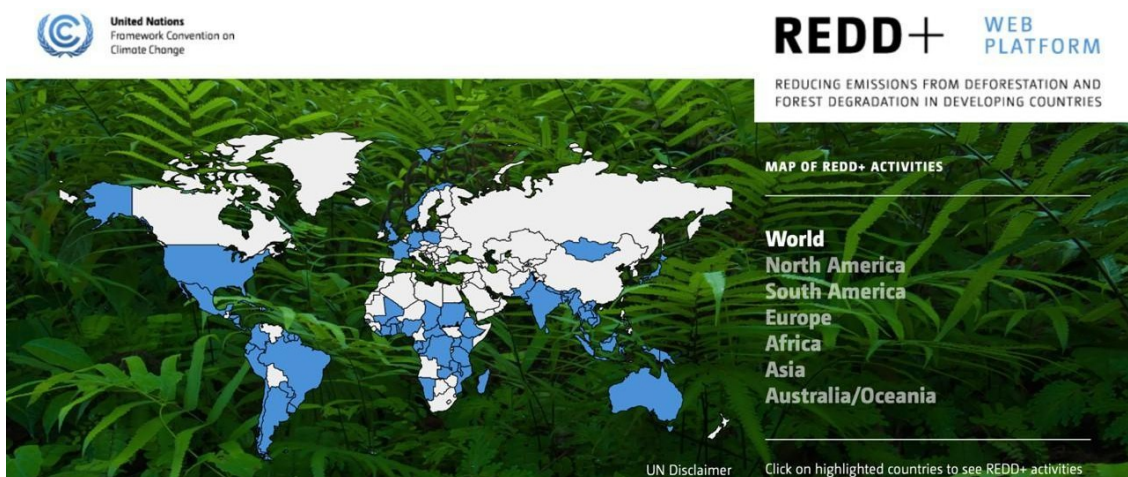 United Nations
Framework Convention on
Climate Change
REDD+
WEB
PLATFORM
REDUCING EMISSIONS FROM DEFORESTATION AND
FOREST DEGRADATION IN DEVELOPING COUNTRIES
MAP OF REDD+ ACTIVITIES
World
North America
South America
Europe
Africa
Asia
Australia/Oceania
UN Disclaimer
Click on highlighted countries to see REDD+ activities